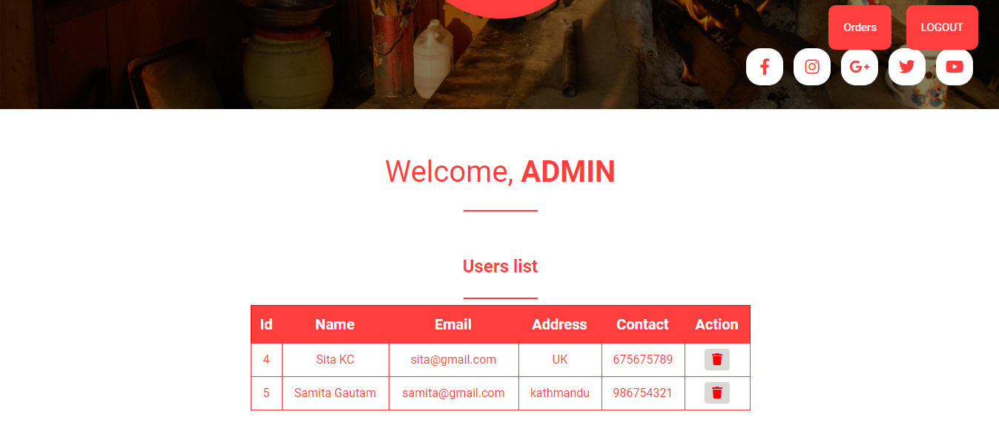 Orders LOGOUT
Welcome, ADMIN
Users list
Id Name Email Address Contact Action
4 Sita KC sita@gmail.com UK 675675789
5 Samita Gautam samita@gmail.com kathmandu 986754321